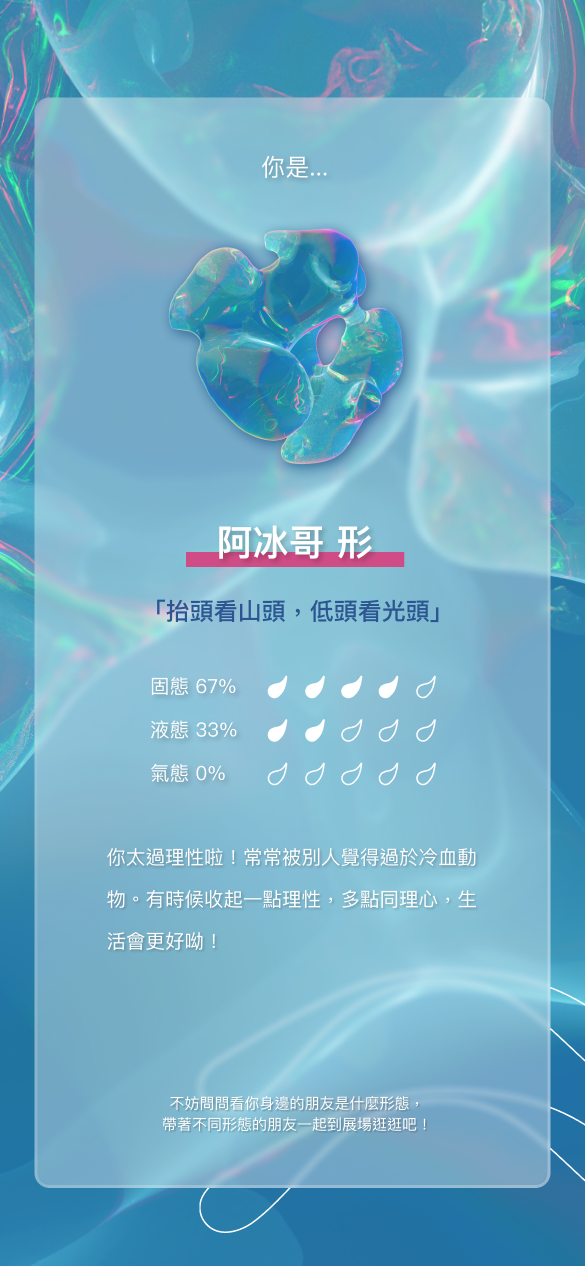 你是...
阿冰哥 形
「抬頭看山頭，低頭看光頭」
固態 67%
液態 33%
氣態 0%
你太過理性啦！常常被別人覺得過於冷血動
物。有時候收起一點理性，多點同理心，生
活會更好呦！
不妨問問看你身邊的朋友是什麼形態，
帶著不同形態的朋友一起到展場逛逛吧！